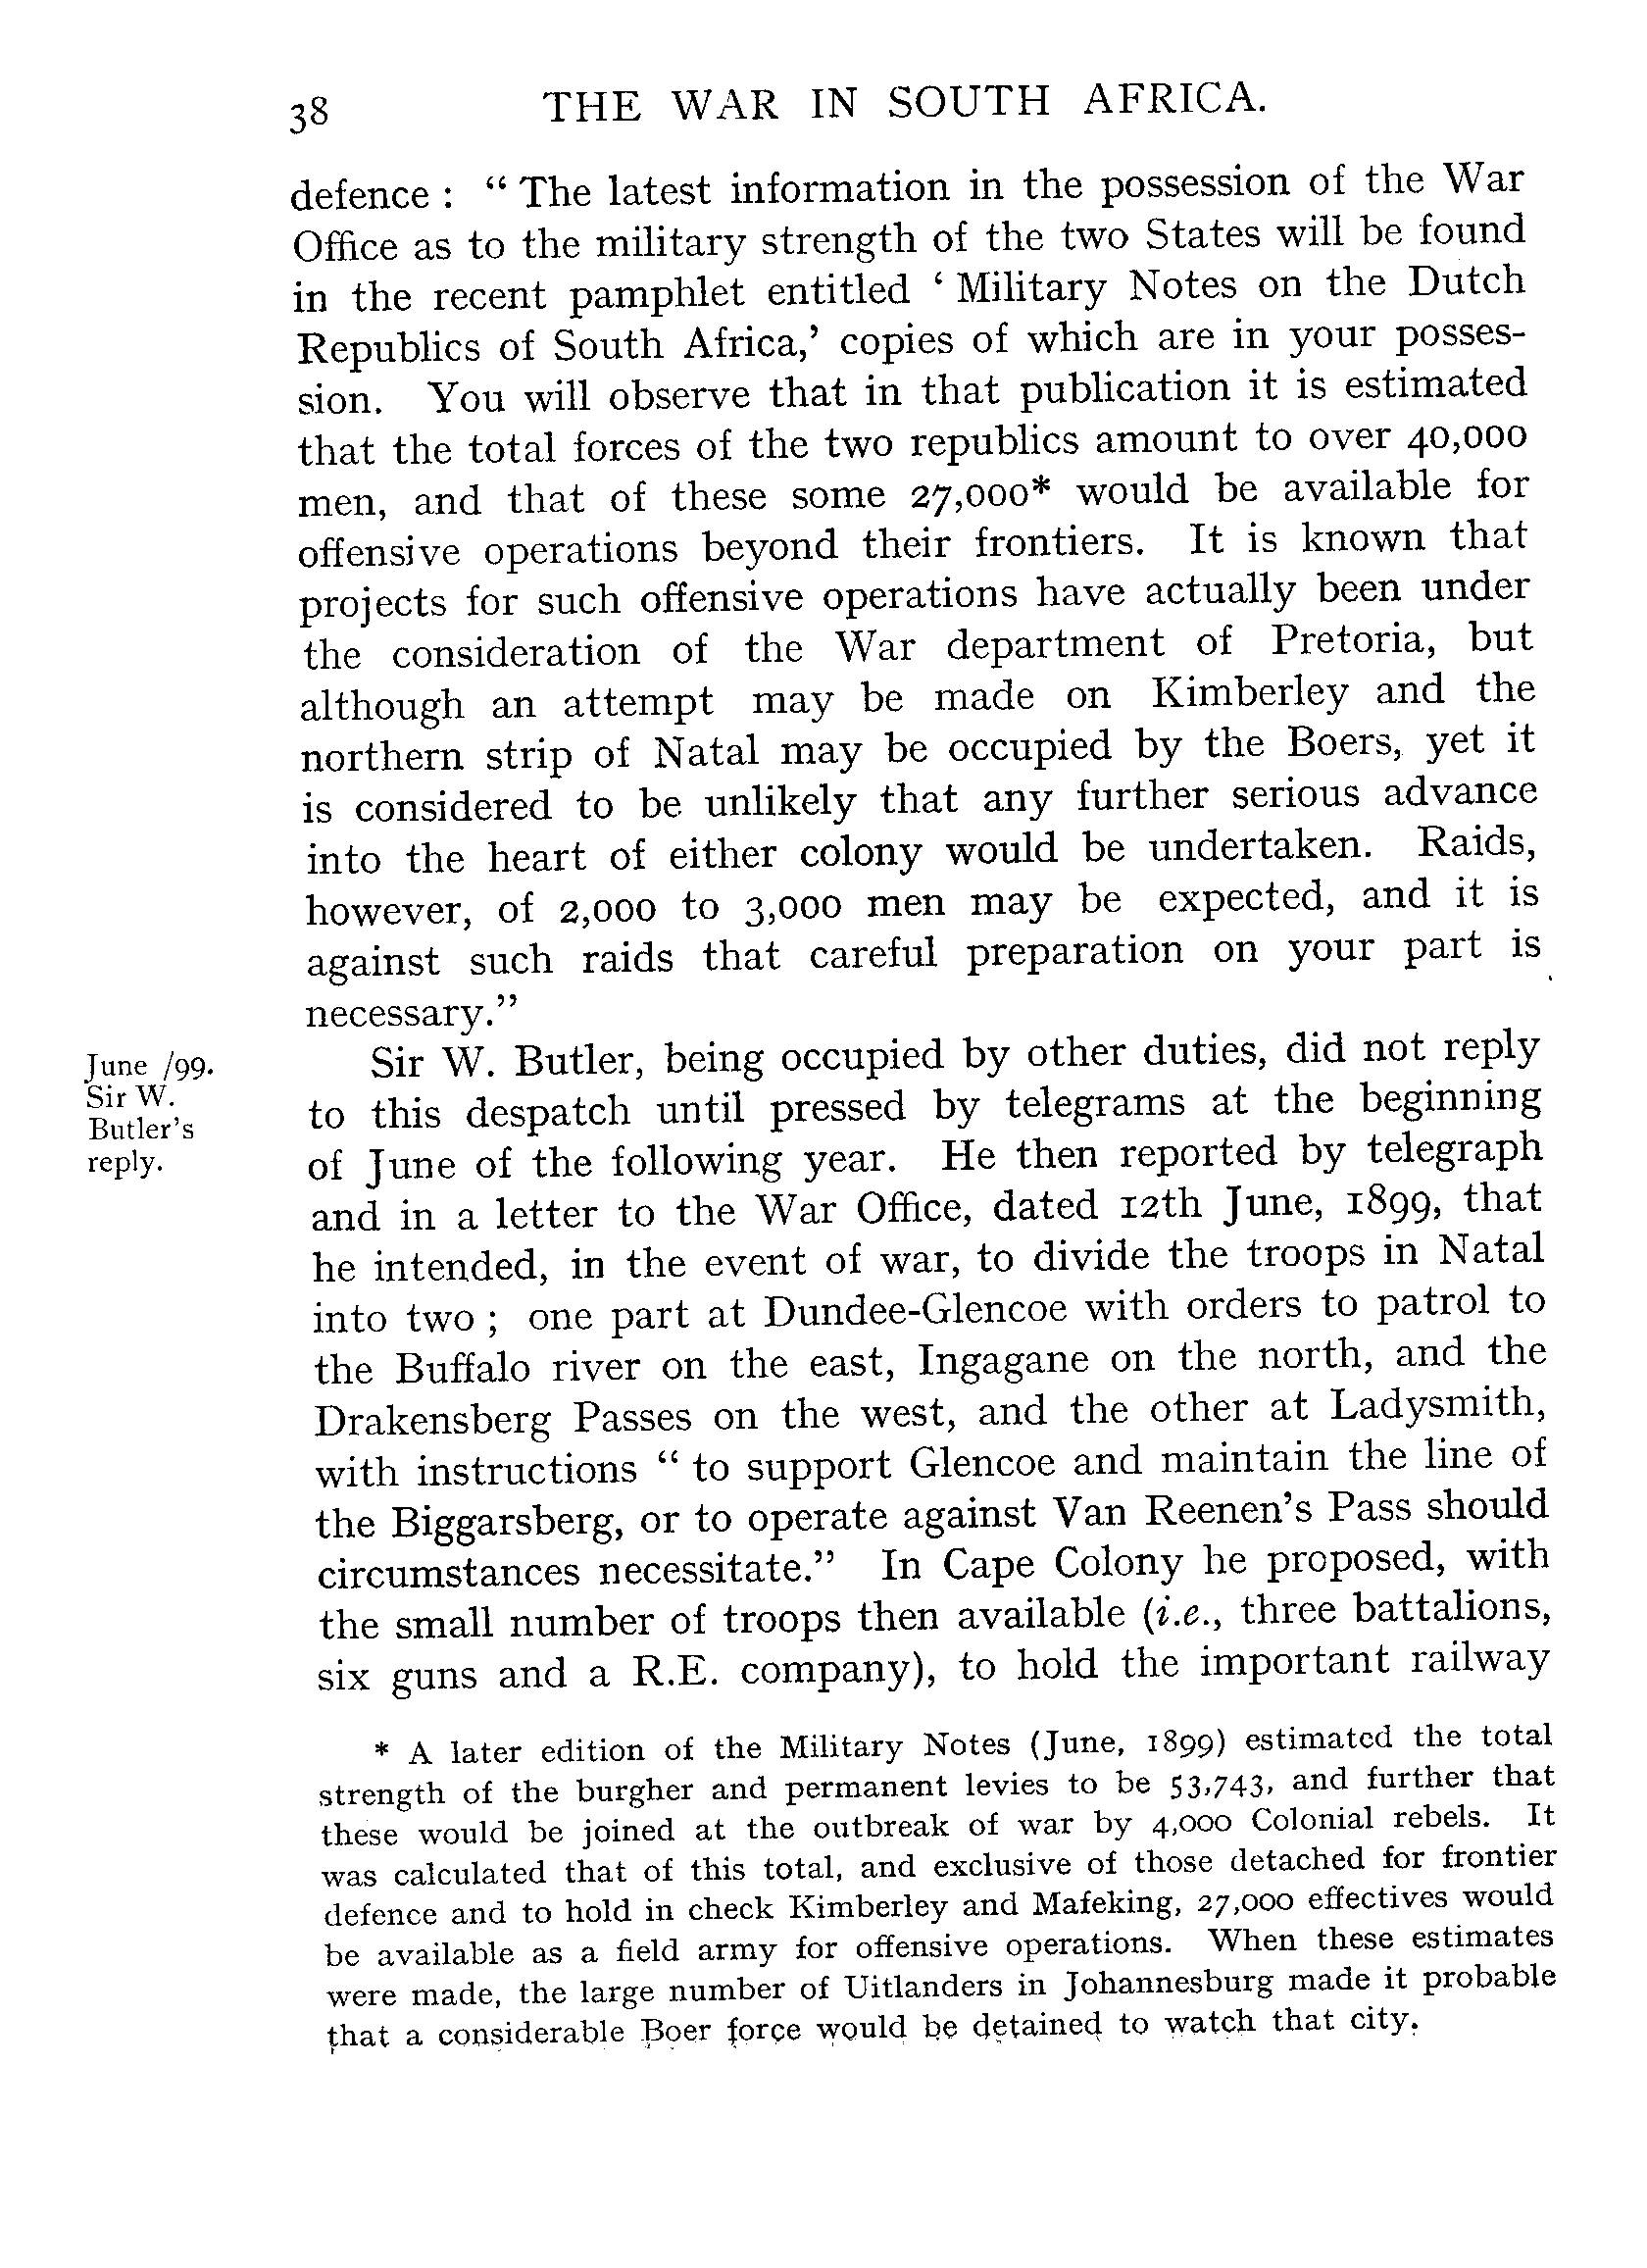 38 THE WAR IN SOUTH AFRICA.
defence : " The latest information in the possession of the War
Office as to the military strength of the two States will be found
in the recent pamphlet entitled ' Military Notes on the Dutch
Republics of South Africa,' copies of which are in your posses-
sion. You will observe that in that publication it is estimated
that the total forces of the two republics amount to over 40,000
men, and that of these some 27,000* would be available for
offensive operations beyond their frontiers. It is known that
projects for such offensive operations have actually been under
the consideration of the War department of Pretoria, but
although an attempt may be made on Kimberley and the
northern strip of Natal may be occupied by the Boers, yet it
is considered to be unlikely that any further serious advance
into the heart of either colony would be undertaken. Raids,
however, of 2,000 to 3,000 men may be expected, and it is
against such raids that careful preparation on your part is
necessary."
June /99.
Sir W.
Butler's
reply.
Sir W. Butler, being occupied by other duties, did not reply
to this despatch until pressed by telegrams at the beginning
of June of the following year. He then reported by telegraph
and in a letter to the War Office, dated 12th June, 1899, that
he intended, in the event of war, to divide the troops in Natal
into two ; one part at Dundee-Glencoe with orders to patrol to
the Buffalo river on the east, Ingagane on the north, and the
Drakensberg Passes on the west, and the other at Ladysmith,
with instructions " to support Glencoe and maintain the line of
the Biggarsberg, or to operate against Van Reenen's Pass should
circumstances necessitate." In Cape Colony he proposed, with
the small number of troops then available (i.e., three battalions,
six guns and a R.E. company), to hold the important railway
* A later edition of the Military Notes (June, 1899) estimated the total
strength of the burgher and permanent levies to be 53,743, and further that
these would be joined at the outbreak of war by 4,000 Colonial rebels. It
was calculated that of this total, and exclusive of those detached for frontier
defence and to hold in check Kimberley and Mafeking, 27,000 effectives would
be available as a field army for offensive operations. When these estimates
were made, the large number of Uitlanders in Johannesburg made it probable
that a considerable Boer force would be detained to watch that city.